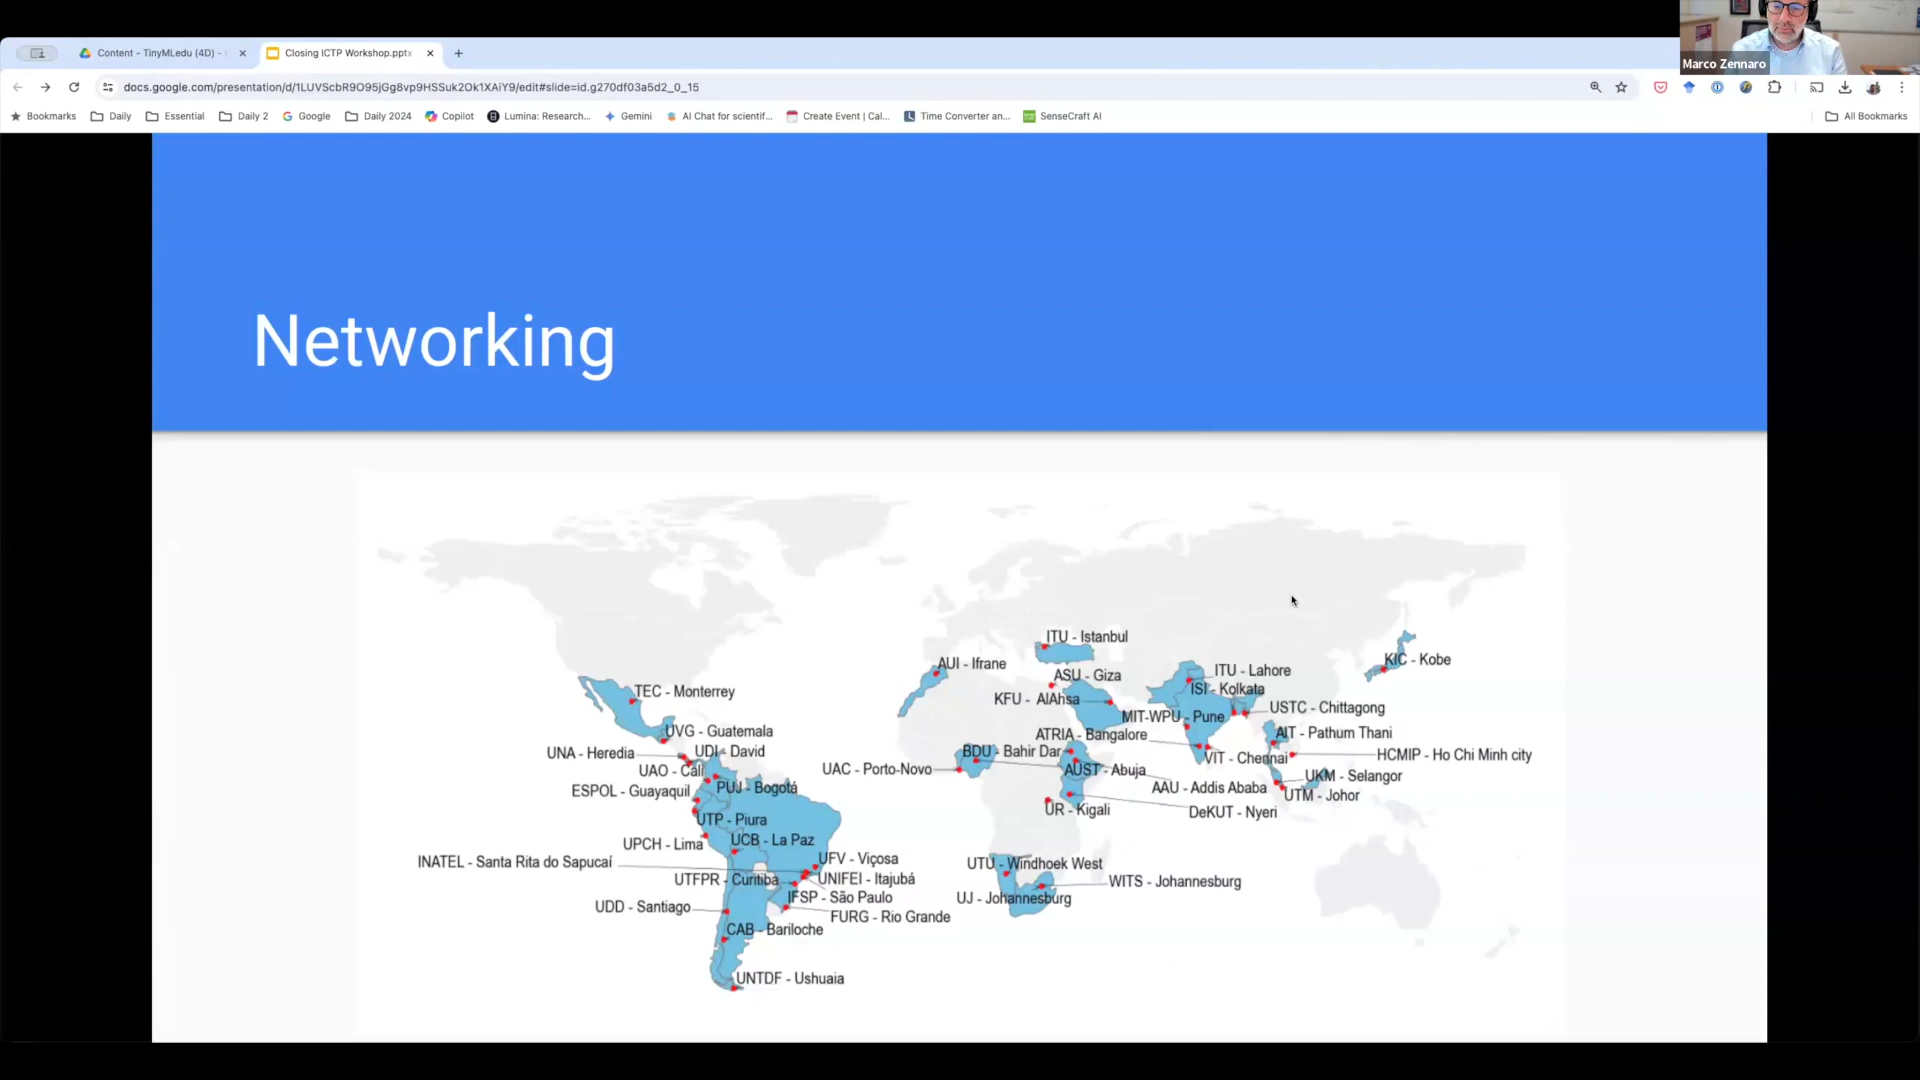 Marco Zennaro
Content - TinyMLedu (4D) -
Closing ICTP Workshop.pptx
docs.google.com/presentation/d/1LUVScbR9O95jGg8vp9HSSuk2Ok1XAiY9/edit#slide=id.g270df03a5d2_0_15
Bookmarks Daily Essential Daily 2 Google Daily 2024 Copilot Lumina: Research... Gemini AI Chat for scientif... Create Event | Cal... Time Converter an... SenseCraft AI All Bookmarks
Networking
ITU - Istanbul
AUI - Ifrane
KIC - Kobe
ITU - Lahore
ASU - Giza
ISI - Kolkata
TEC - Monterrey
KFU - AlAhsa
USTC - Chittagong
MIT-WPU - Pune
UVG - Guatemala
ATRIA - Bangalore
AIT - Pathum Thani
UNA - Heredia
UDI - David
BDU - Bahir Dar
VIT - Chennai
HCMIP - Ho Chi Minh city
UAO - Cali
UAC - Porto-Novo
AUST - Abuja
UKM - Selangor
ESPOL - Guayaquil
PUJ - Bogotá
AAU - Addis Ababa
UTM - Johor
UR - Kigali
DeKUT - Nyeri
UTP - Piura
UPCH - Lima
UCB - La Paz
INATEL - Santa Rita do Sapucaí
UFV - Viçosa
UTU - Windhoek West
UTFPR - Curitiba
UNIFEI - Itajubá
WITS - Johannesburg
IFSP - São Paulo
UJ - Johannesburg
UDD - Santiago
FURG - Rio Grande
CAB - Bariloche
UNTDF - Ushuaia